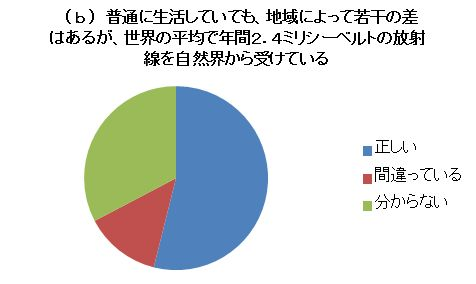 （ｂ） 普通に生活していても、地域によって若干の差
はあるが、世界の平均で年間２．４ミリシーベルトの放射
線を自然界から受けている
正しい
間違っている
分からない